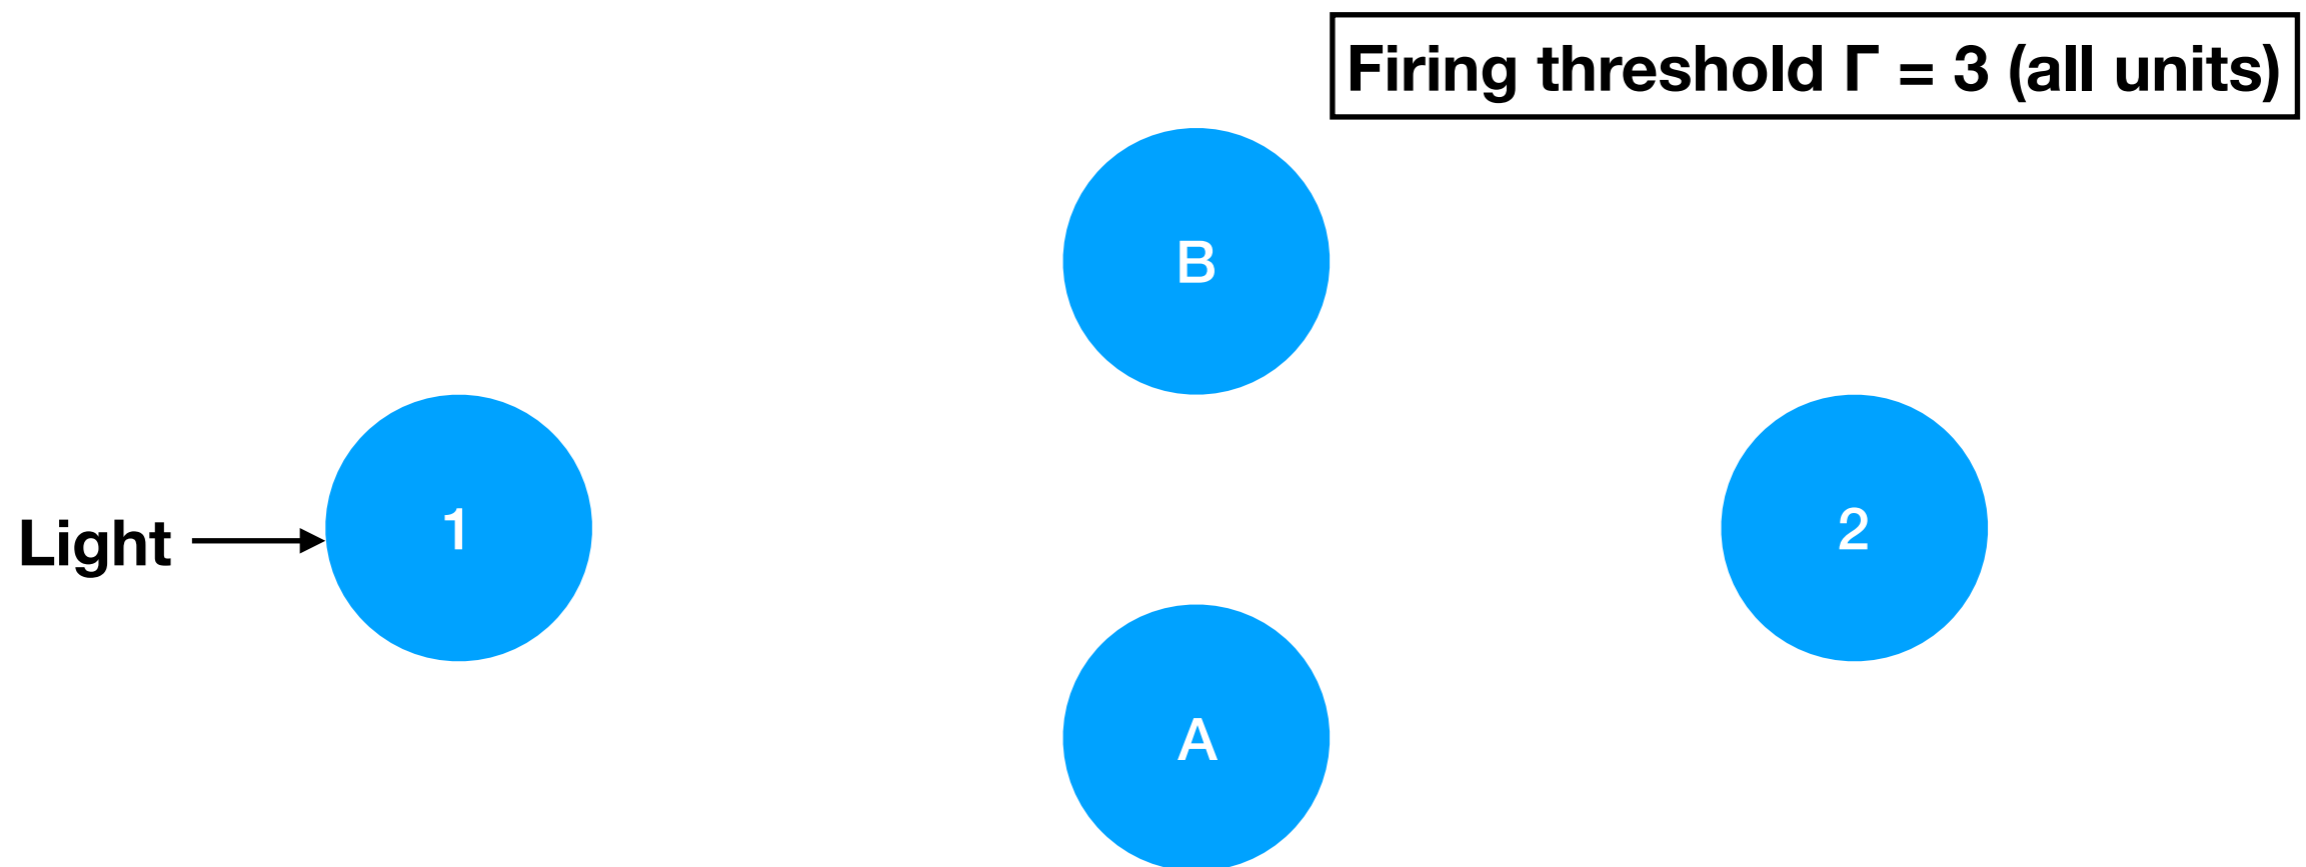 Firing threshold Γ = 3 (all units)
B
1
Light
2
A